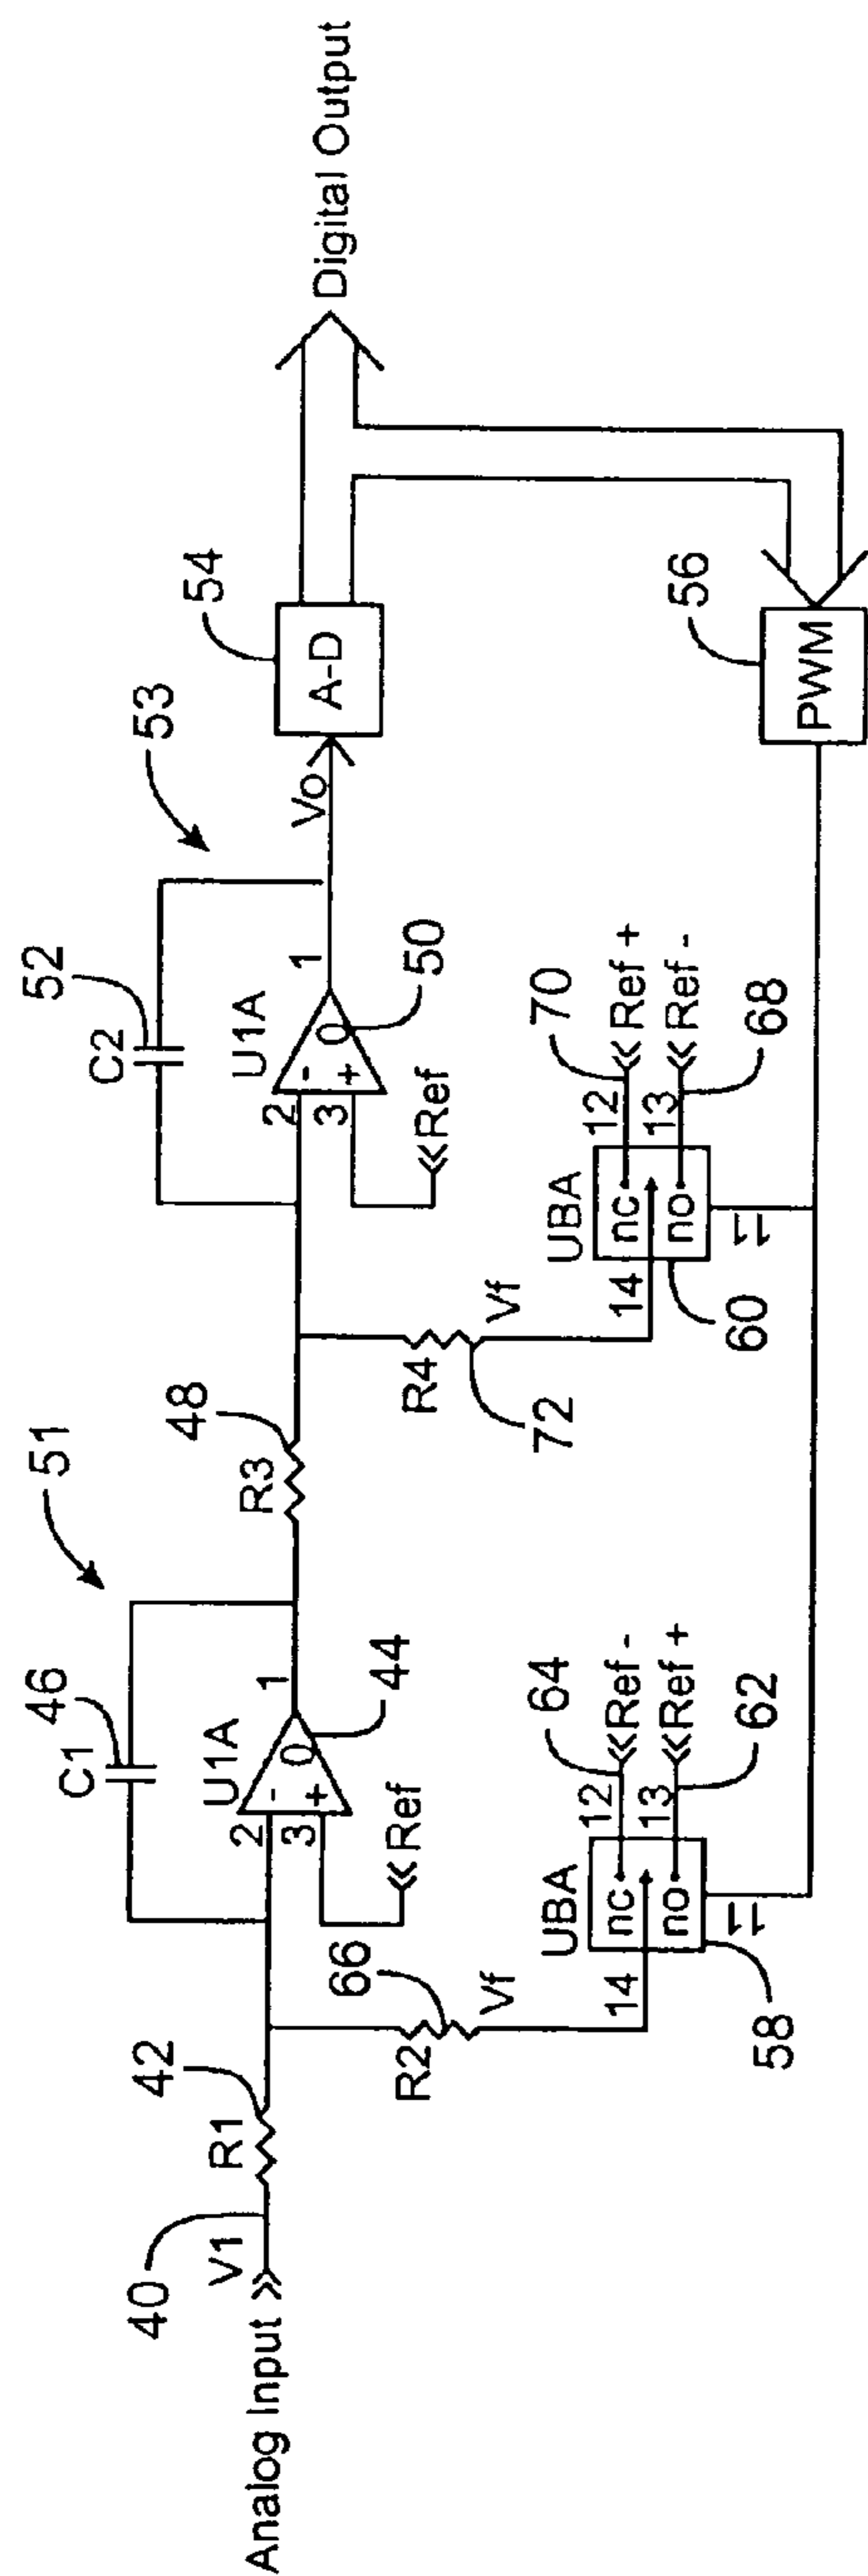 Analog Input
V1
40
R1
42
R2
66
Vf
C1
46
U1A
2
3
-
+
0
1
44
Ref
51
UBA
nc
no
14
12
13
11
Ref -
Ref +
64
62
58
R3
48
R4
72
Vf
C2
52
U1A
2
3
-
+
0
1
50
Ref
53
UBA
nc
no
14
12
13
11
Ref +
Ref -
70
68
60
Vo
A-D
54
PWM
56
Digital Output